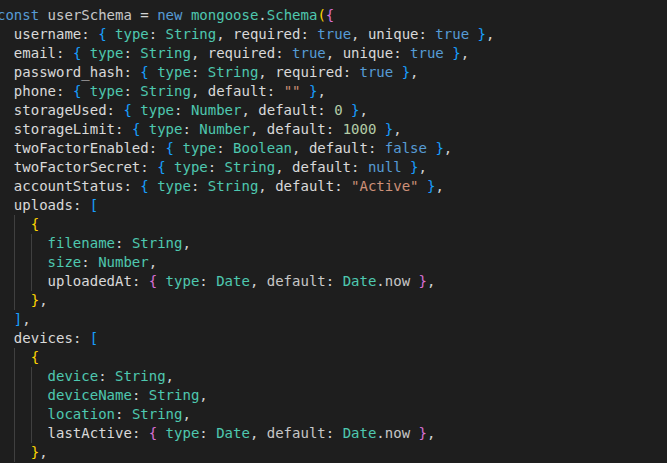 const userSchema = new mongoose.Schema({
username: { type: String, required: true, unique: true },
email: { type: String, required: true, unique: true },
password_hash: { type: String, required: true },
phone: { type: String, default: "" },
storageUsed: { type: Number, default: 0 },
storageLimit: { type: Number, default: 1000 },
twoFactorEnabled: { type: Boolean, default: false },
twoFactorSecret: { type: String, default: null },
accountStatus: { type: String, default: "Active" },
uploads: [
{
filename: String,
size: Number,
uploadedAt: { type: Date, default: Date.now },
},
],
devices: [
{
device: String,
deviceName: String,
location: String,
lastActive: { type: Date, default: Date.now },
},